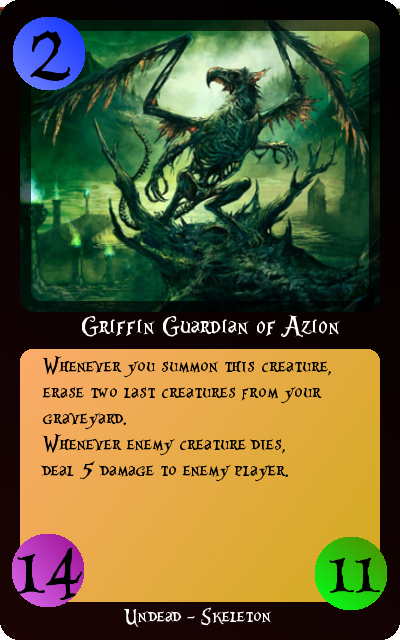 2
Griffin Guardian of Azion
Whenever you summon this creature,
erase two last creatures from your
graveyard.
Whenever enemy creature dies,
deal 5 damage to enemy player.
14
11
Undead - Skeleton